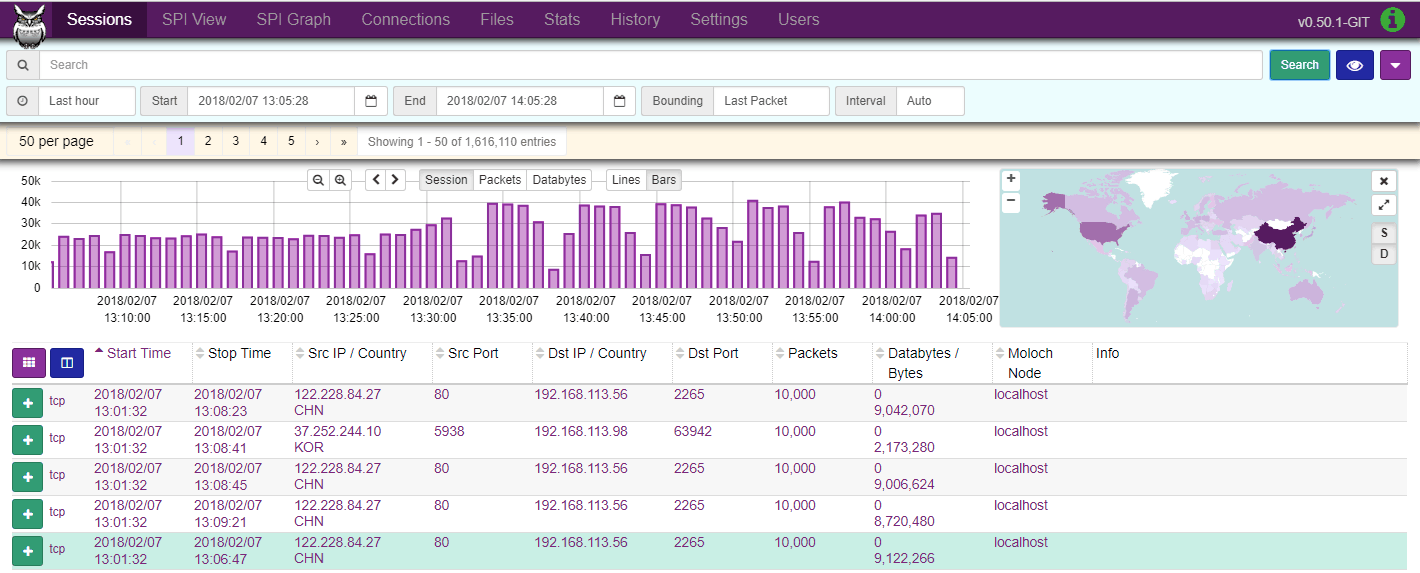 Sessions SPI View SPI Graph Connections Files Stats History Settings Users v0.50.1-GIT
Search Search
Last hour Start 2018/02/07 13:05:28 End 2018/02/07 14:05:28 Bounding Last Packet Interval Auto
50 per page « ‹ 1 2 3 4 5 › » Showing 1 - 50 of 1,616,110 entries
Session Packets Databytes Lines Bars
50k
40k
30k
20k
10k
0
2018/02/07 2018/02/07 2018/02/07 2018/02/07 2018/02/07 2018/02/07 2018/02/07 2018/02/07 2018/02/07 2018/02/07 2018/02/07 2018/02/07
13:10:00 13:15:00 13:20:00 13:25:00 13:30:00 13:35:00 13:40:00 13:45:00 13:50:00 13:55:00 14:00:00 14:05:00
+
−
S
D
Start Time Stop Time Src IP / Country Src Port Dst IP / Country Dst Port Packets Databytes / Moloch Info
Bytes Node
tcp 2018/02/07 2018/02/07 122.228.84.27 80 192.168.113.56 2265 10,000 0 localhost
13:01:32 13:08:23 CHN 9,042,070
tcp 2018/02/07 2018/02/07 37.252.244.10 5938 192.168.113.98 63942 10,000 0 localhost
13:01:32 13:08:41 KOR 2,173,280
tcp 2018/02/07 2018/02/07 122.228.84.27 80 192.168.113.56 2265 10,000 0 localhost
13:01:32 13:08:45 CHN 9,006,624
tcp 2018/02/07 2018/02/07 122.228.84.27 80 192.168.113.56 2265 10,000 0 localhost
13:01:32 13:09:21 CHN 8,720,480
tcp 2018/02/07 2018/02/07 122.228.84.27 80 192.168.113.56 2265 10,000 0 localhost
13:01:32 13:06:47 CHN 9,122,266